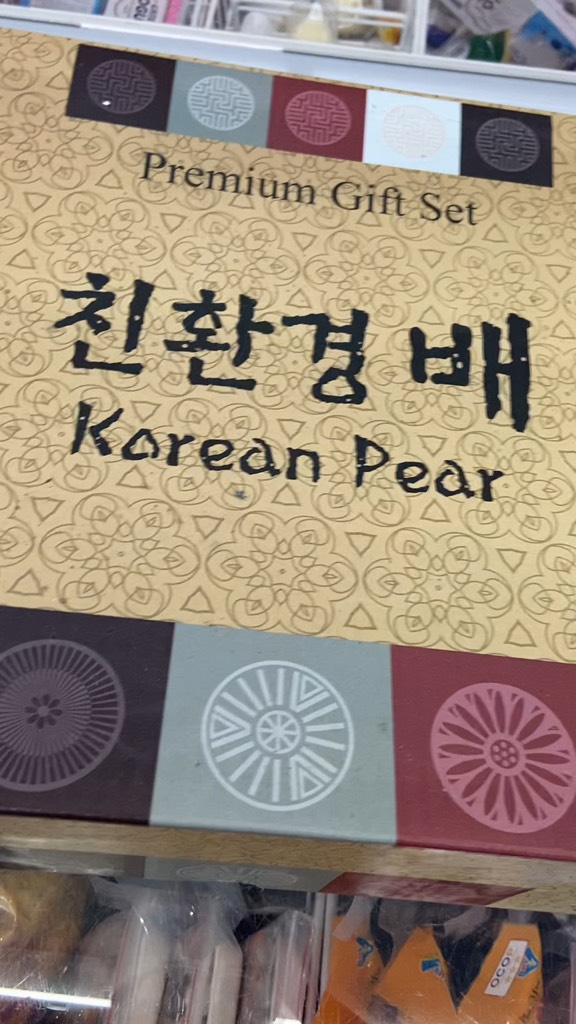 Premium Gift Set
친환경 배
Korean Pear